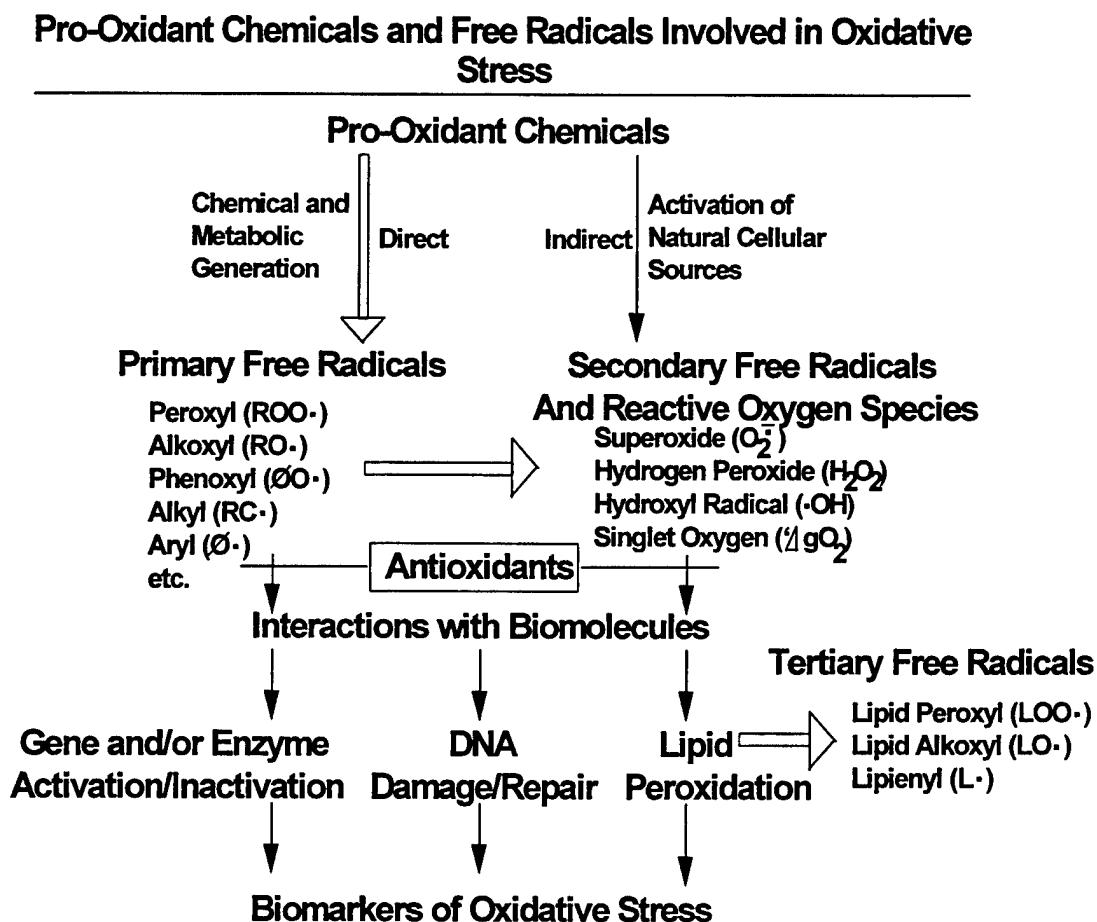 Pro-Oxidant Chemicals and Free Radicals Involved in Oxidative
Stress
Pro-Oxidant Chemicals
Chemical and
Metabolic
Generation
Direct
Indirect
Activation of
Natural Cellular
Sources
Primary Free Radicals
Peroxyl (ROO·)
Alkoxyl (RO·)
Phenoxyl (ØO·)
Alkyl (RC·)
Aryl (Ø·)
etc.
Secondary Free Radicals
And Reactive Oxygen Species
Superoxide (O₂·̄)
Hydrogen Peroxide (H₂O₂)
Hydroxyl Radical (·OH)
Singlet Oxygen (¹Δ gO₂)
Antioxidants
Interactions with Biomolecules
Tertiary Free Radicals
Lipid Peroxyl (LOO·)
Lipid Alkoxyl (LO·)
Lipienyl (L·)
Gene and/or Enzyme
Activation/Inactivation
DNA
Damage/Repair
Lipid
Peroxidation
Biomarkers of Oxidative Stress